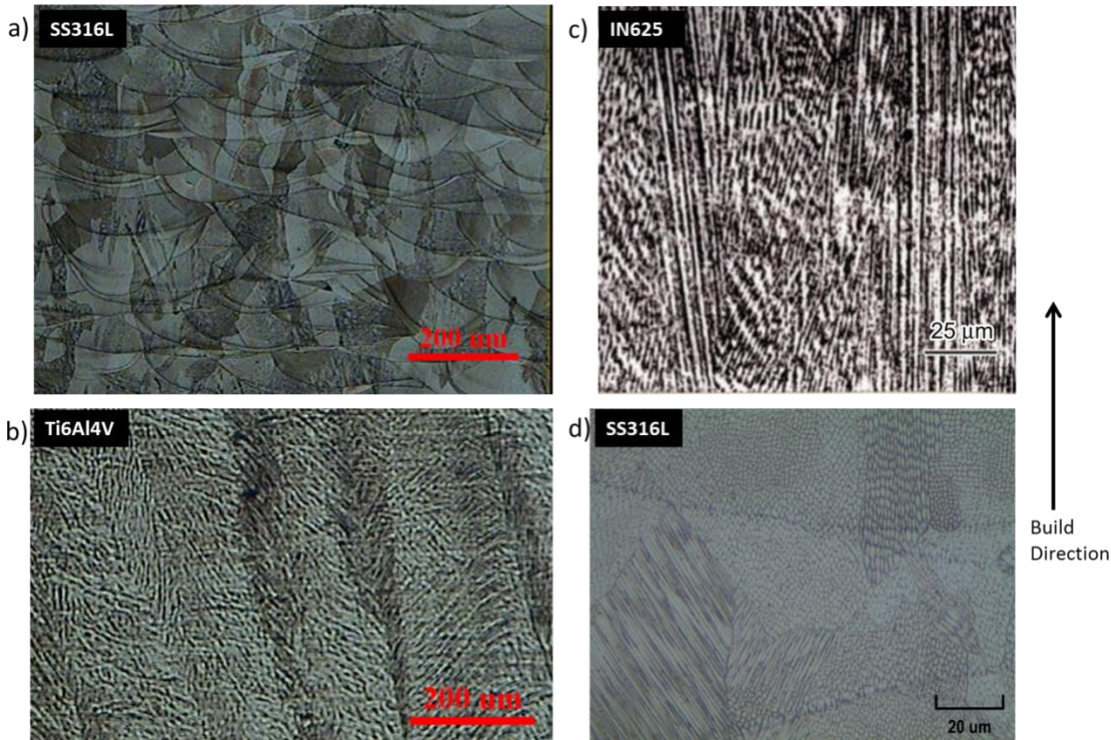 a)
SS316L
200 um
b)
Ti6Al4V
200 um
c)
IN625
25 µm
d)
SS316L
20 um
Build
Direction